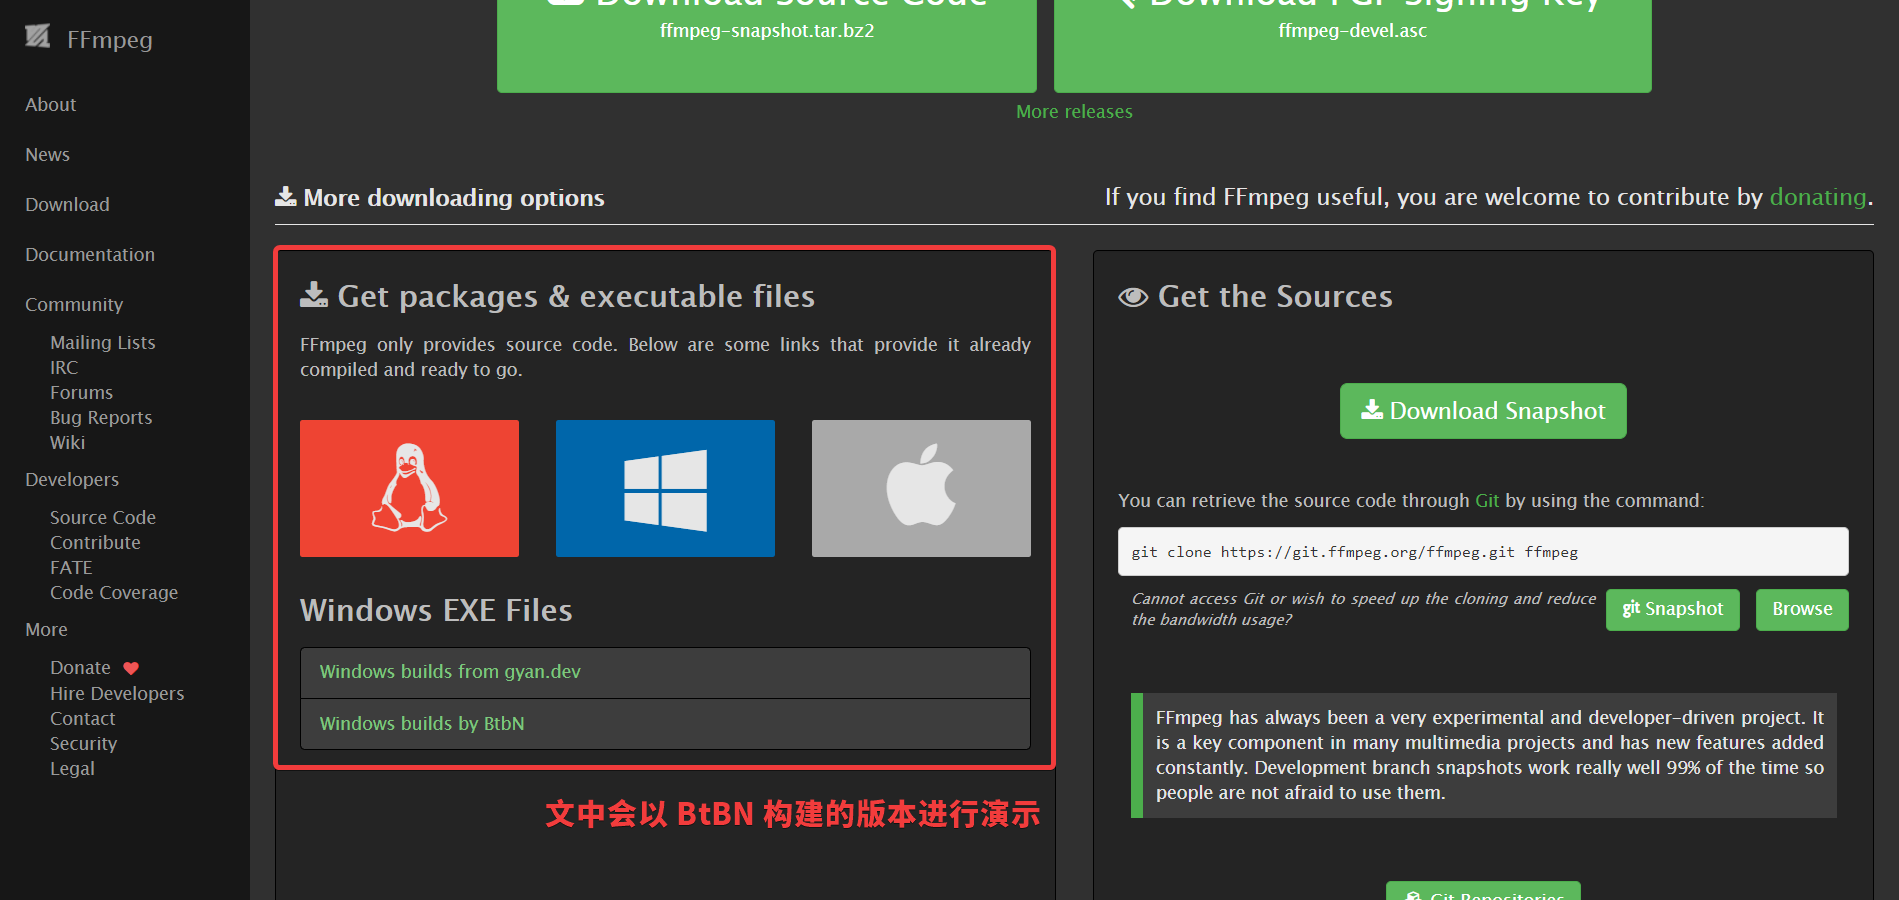 FFmpeg
About
News
Download
Documentation
Community
Mailing Lists
IRC
Forums
Bug Reports
Wiki
Developers
Source Code
Contribute
FATE
Code Coverage
More
Donate
Hire Developers
Contact
Security
Legal
Download Source Code
ffmpeg-snapshot.tar.bz2
Download PGP Signing Key
ffmpeg-devel.asc
More releases
More downloading options
If you find FFmpeg useful, you are welcome to contribute by donating.
Get packages & executable files
FFmpeg only provides source code. Below are some links that provide it already
compiled and ready to go.
Windows EXE Files
Windows builds from gyan.dev
Windows builds by BtbN
文中会以 BtBN 构建的版本进行演示
Get the Sources
Download Snapshot
You can retrieve the source code through Git by using the command:
git clone https://git.ffmpeg.org/ffmpeg.git ffmpeg
Cannot access Git or wish to speed up the cloning and reduce
the bandwidth usage?
git Snapshot
Browse
FFmpeg has always been a very experimental and developer-driven project. It
is a key component in many multimedia projects and has new features added
constantly. Development branch snapshots work really well 99% of the time so
people are not afraid to use them.
Git Repositories